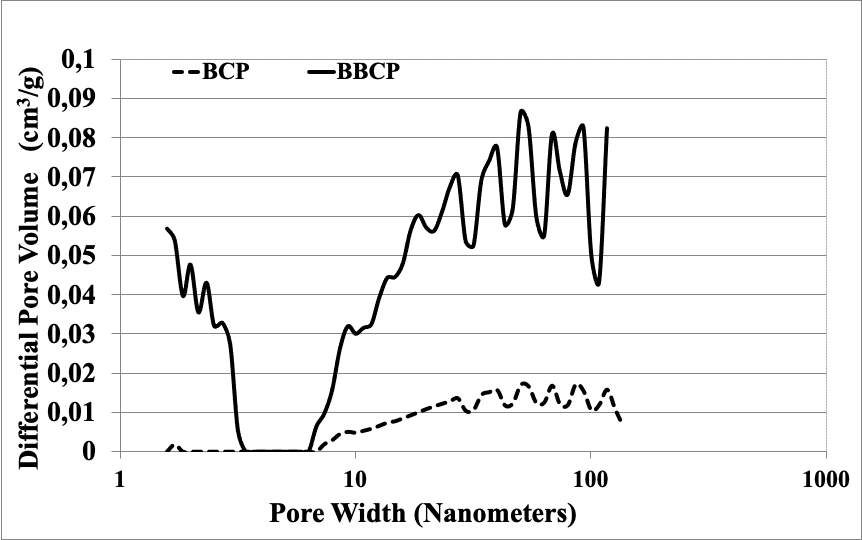 Differential Pore Volume (cm³/g)
0,1
0,09
0,08
0,07
0,06
0,05
0,04
0,03
0,02
0,01
0
BCP BBCP
1 10 100 1000
Pore Width (Nanometers)